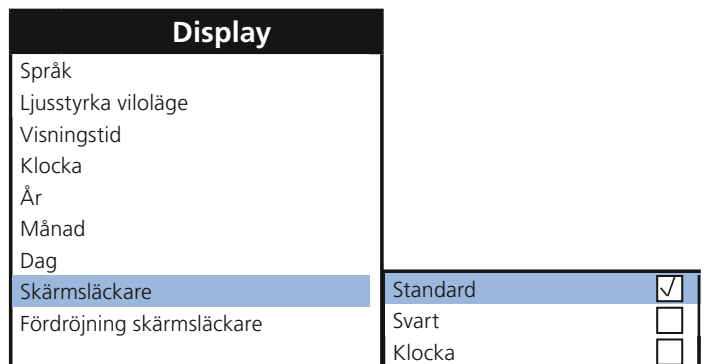 Display
Språk
Ljusstyrka viloläge
Visningstid
Klocka
År
Månad
Dag
Skärmsläckare
Fördröjning skärmsläckare
Standard
Svart
Klocka